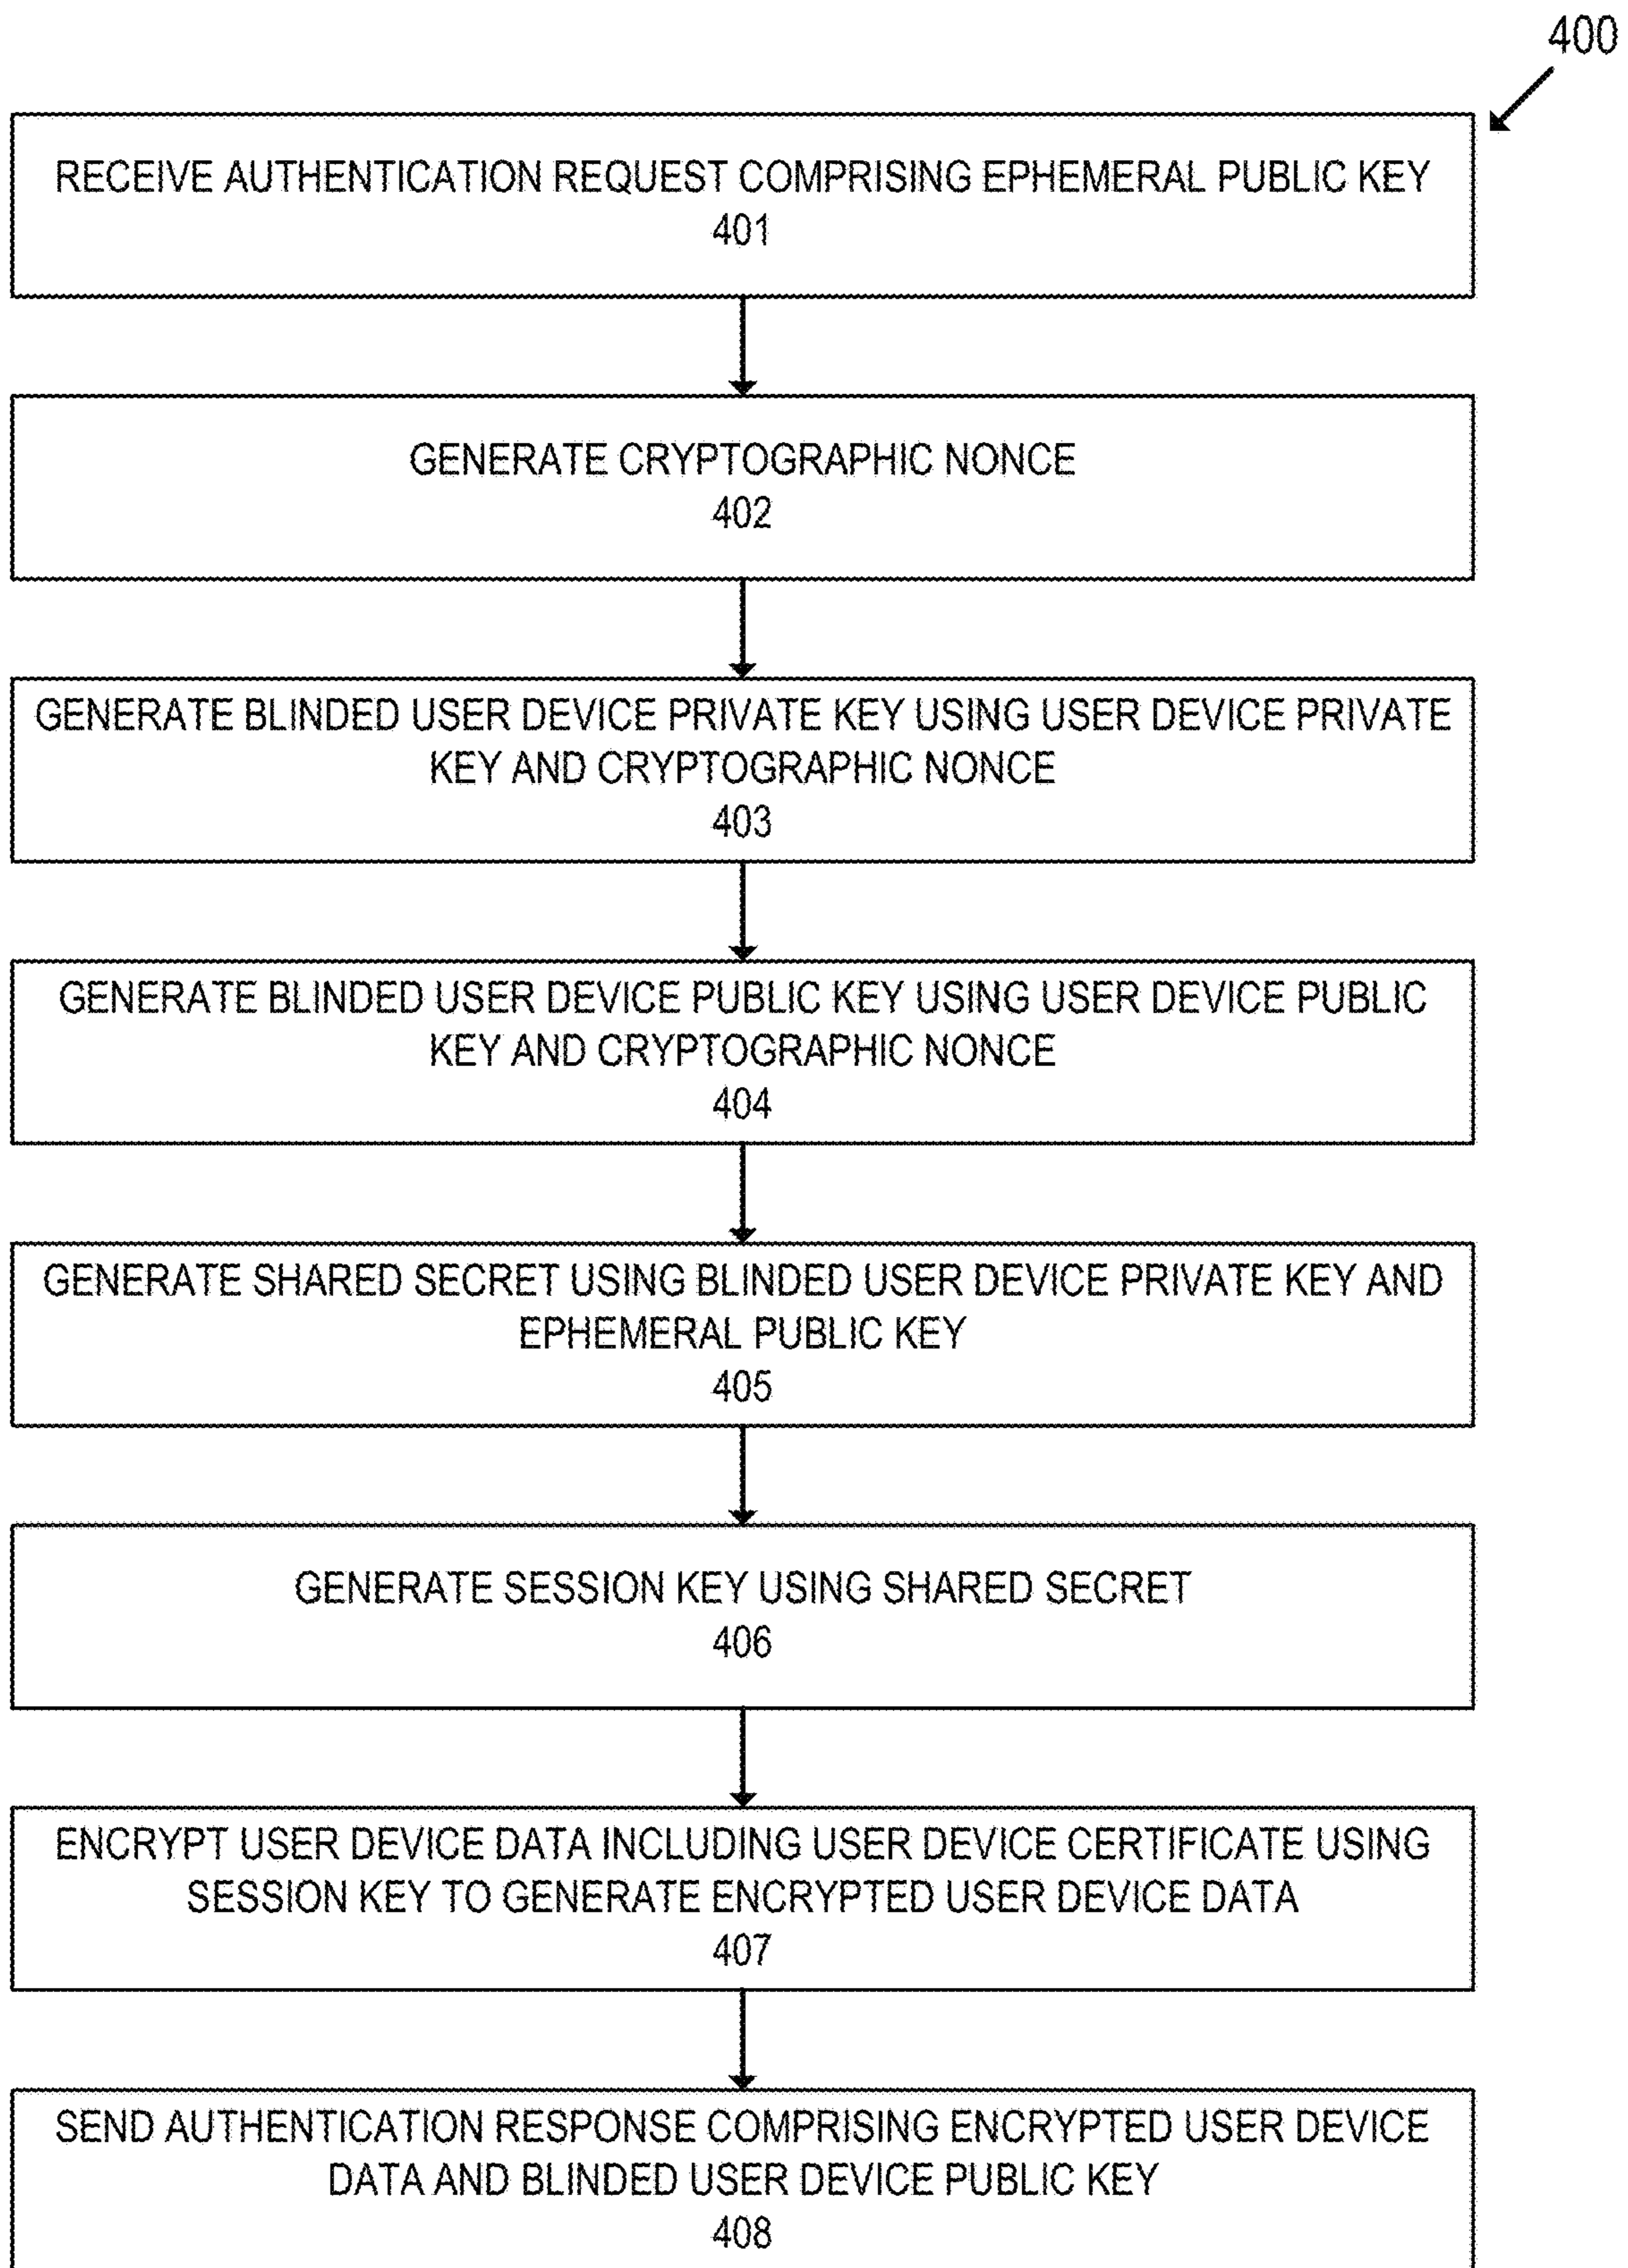 400
RECEIVE AUTHENTICATION REQUEST COMPRISING EPHEMERAL PUBLIC KEY
401
GENERATE CRYPTOGRAPHIC NONCE
402
GENERATE BLINDED USER DEVICE PRIVATE KEY USING USER DEVICE PRIVATE
KEY AND CRYPTOGRAPHIC NONCE
403
GENERATE BLINDED USER DEVICE PUBLIC KEY USING USER DEVICE PUBLIC
KEY AND CRYPTOGRAPHIC NONCE
404
GENERATE SHARED SECRET USING BLINDED USER DEVICE PRIVATE KEY AND
EPHEMERAL PUBLIC KEY
405
GENERATE SESSION KEY USING SHARED SECRET
406
ENCRYPT USER DEVICE DATA INCLUDING USER DEVICE CERTIFICATE USING
SESSION KEY TO GENERATE ENCRYPTED USER DEVICE DATA
407
SEND AUTHENTICATION RESPONSE COMPRISING ENCRYPTED USER DEVICE
DATA AND BLINDED USER DEVICE PUBLIC KEY
408